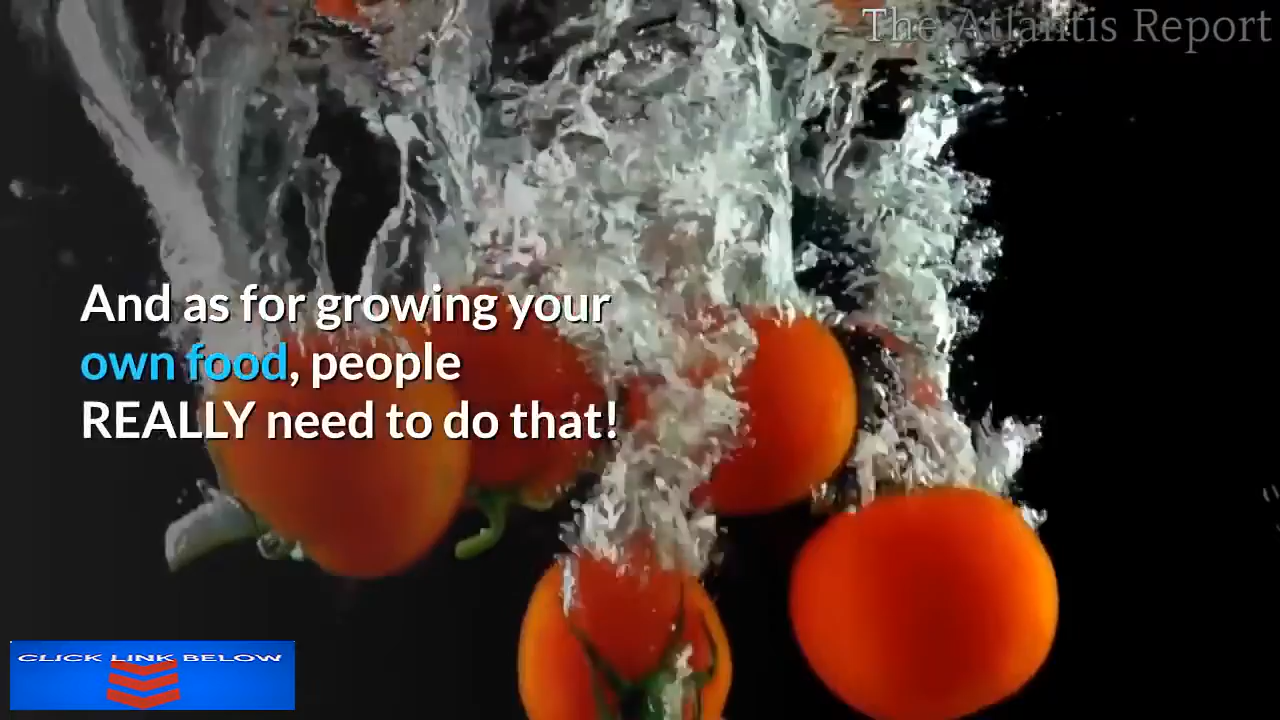 The Atlantis Report
And as for growing your
own food, people
REALLY need to do that!
CLICK LINK BELOW